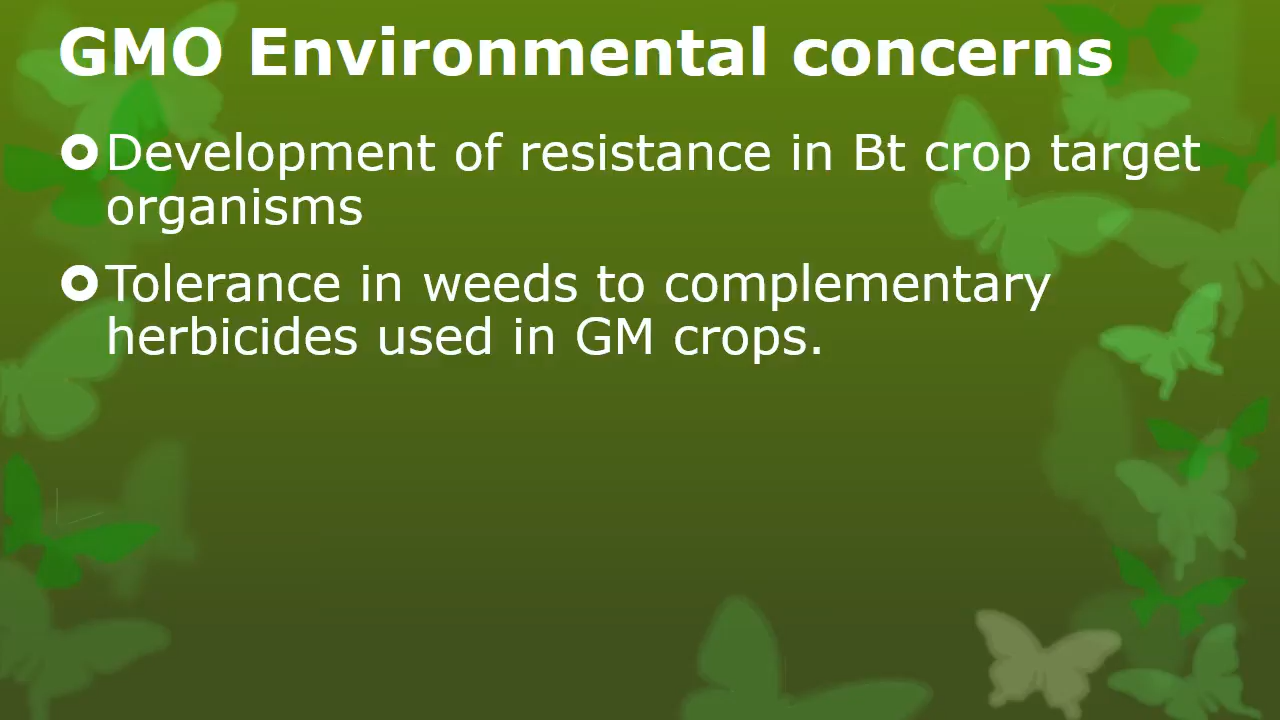 GMO Environmental concerns
Development of resistance in Bt crop target
organisms
Tolerance in weeds to complementary
herbicides used in GM crops.